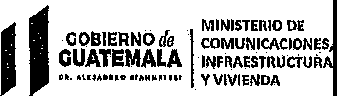 GOBIERNO de
GUATEMALA
DR. ALEJANDRO GIAMMATTEI
MINISTERIO DE
COMUNICACIONES,
INFRAESTRUCTURA
Y VIVIENDA